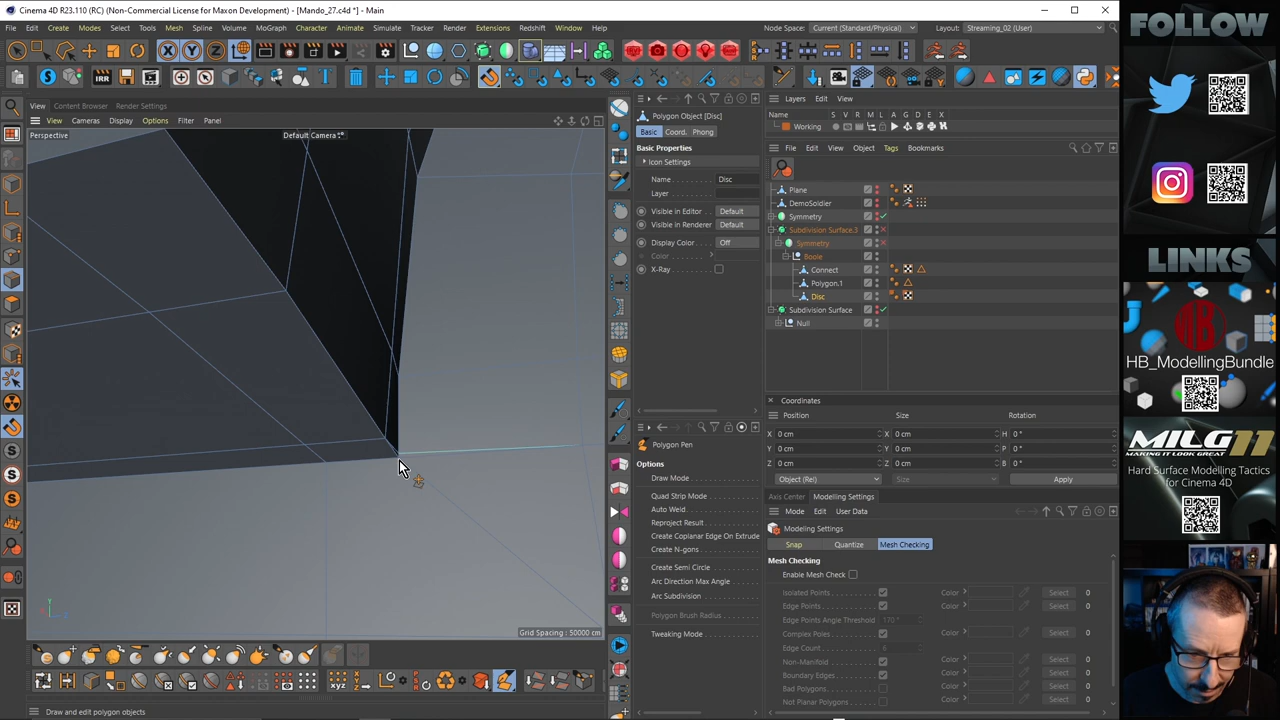 Cinema 4D R23.110 (RC) (Non-Commercial License for Maxon Development) - [Mando_27.c4d *] - Main
File Edit Create Modes Select Tools Mesh Spline Volume MoGraph Character Animate Simulate Tracker Render Extensions Redshift Window Help
Node Space: Current (Standard/Physical) Layout: Streaming_02 (User)
IRR
View Content Browser Render Settings
View Cameras Display Options Filter Panel
Perspective
Default Camera
Grid Spacing : 50000 cm
Polygon Object [Disc]
Basic Coord. Phong
Basic Properties
Icon Settings
Name Disc
Layer
Visible in Editor Default
Visible in Renderer Default
Display Color Off
Color
X-Ray
Polygon Pen
Options
Draw Mode
Quad Strip Mode
Auto Weld
Reproject Result
Create Coplanar Edge On Extrude
Create N-gons
Create Semi Circle
Arc Direction Max Angle
Arc Subdivision
Polygon Brush Radius
Tweaking Mode
Layers Edit View
Name S V R M L A G D E X
Working
File Edit View Object Tags Bookmarks
Plane
DemoSoldier
Symmetry
Subdivision Surface.3
Symmetry
Boole
Connect
Polygon.1
Disc
Subdivision Surface
Null
Coordinates
Position Size Rotation
X 0 cm X 0 cm H 0 °
Y 0 cm Y 0 cm P 0 °
Z 0 cm Z 0 cm B 0 °
Object (Rel) Size Apply
Axis Center Modelling Settings
Mode Edit User Data
Modeling Settings
Snap Quantize Mesh Checking
Mesh Checking
Enable Mesh Check
Isolated Points Color Select 0
Edge Points Color Select 0
Edge Points Angle Threshold 170 °
Complex Poles Color Select 0
Edge Count 6
Non-Manifold Color Select 0
Boundary Edges Color Select 0
Bad Polygons Color Select 0
Not Planar Polygons Color Select 0
Draw and edit polygon objects
FOLLOW
LINKS
HB_ModellingBundle
MILG11
MAKING IT LOOK GREAT
Hard Surface Modelling Tactics
for Cinema 4D